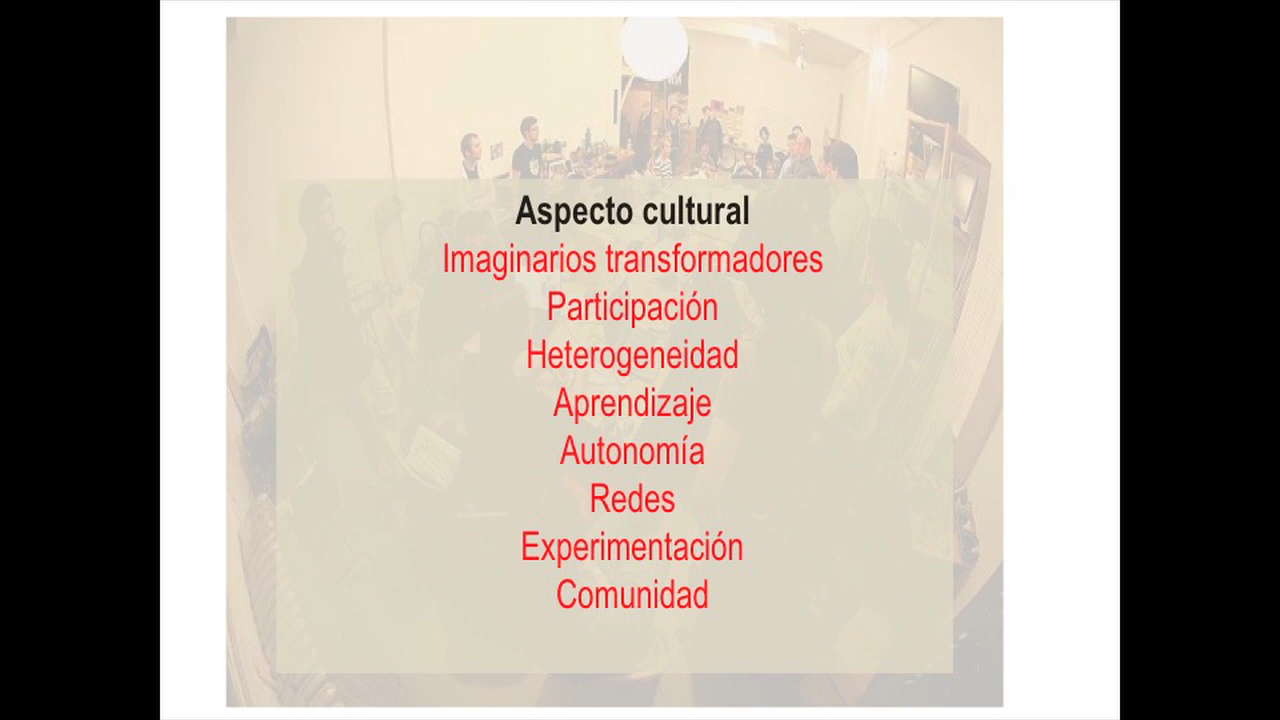 Aspecto cultural
Imaginarios transformadores
Participación
Heterogeneidad
Aprendizaje
Autonomía
Redes
Experimentación
Comunidad